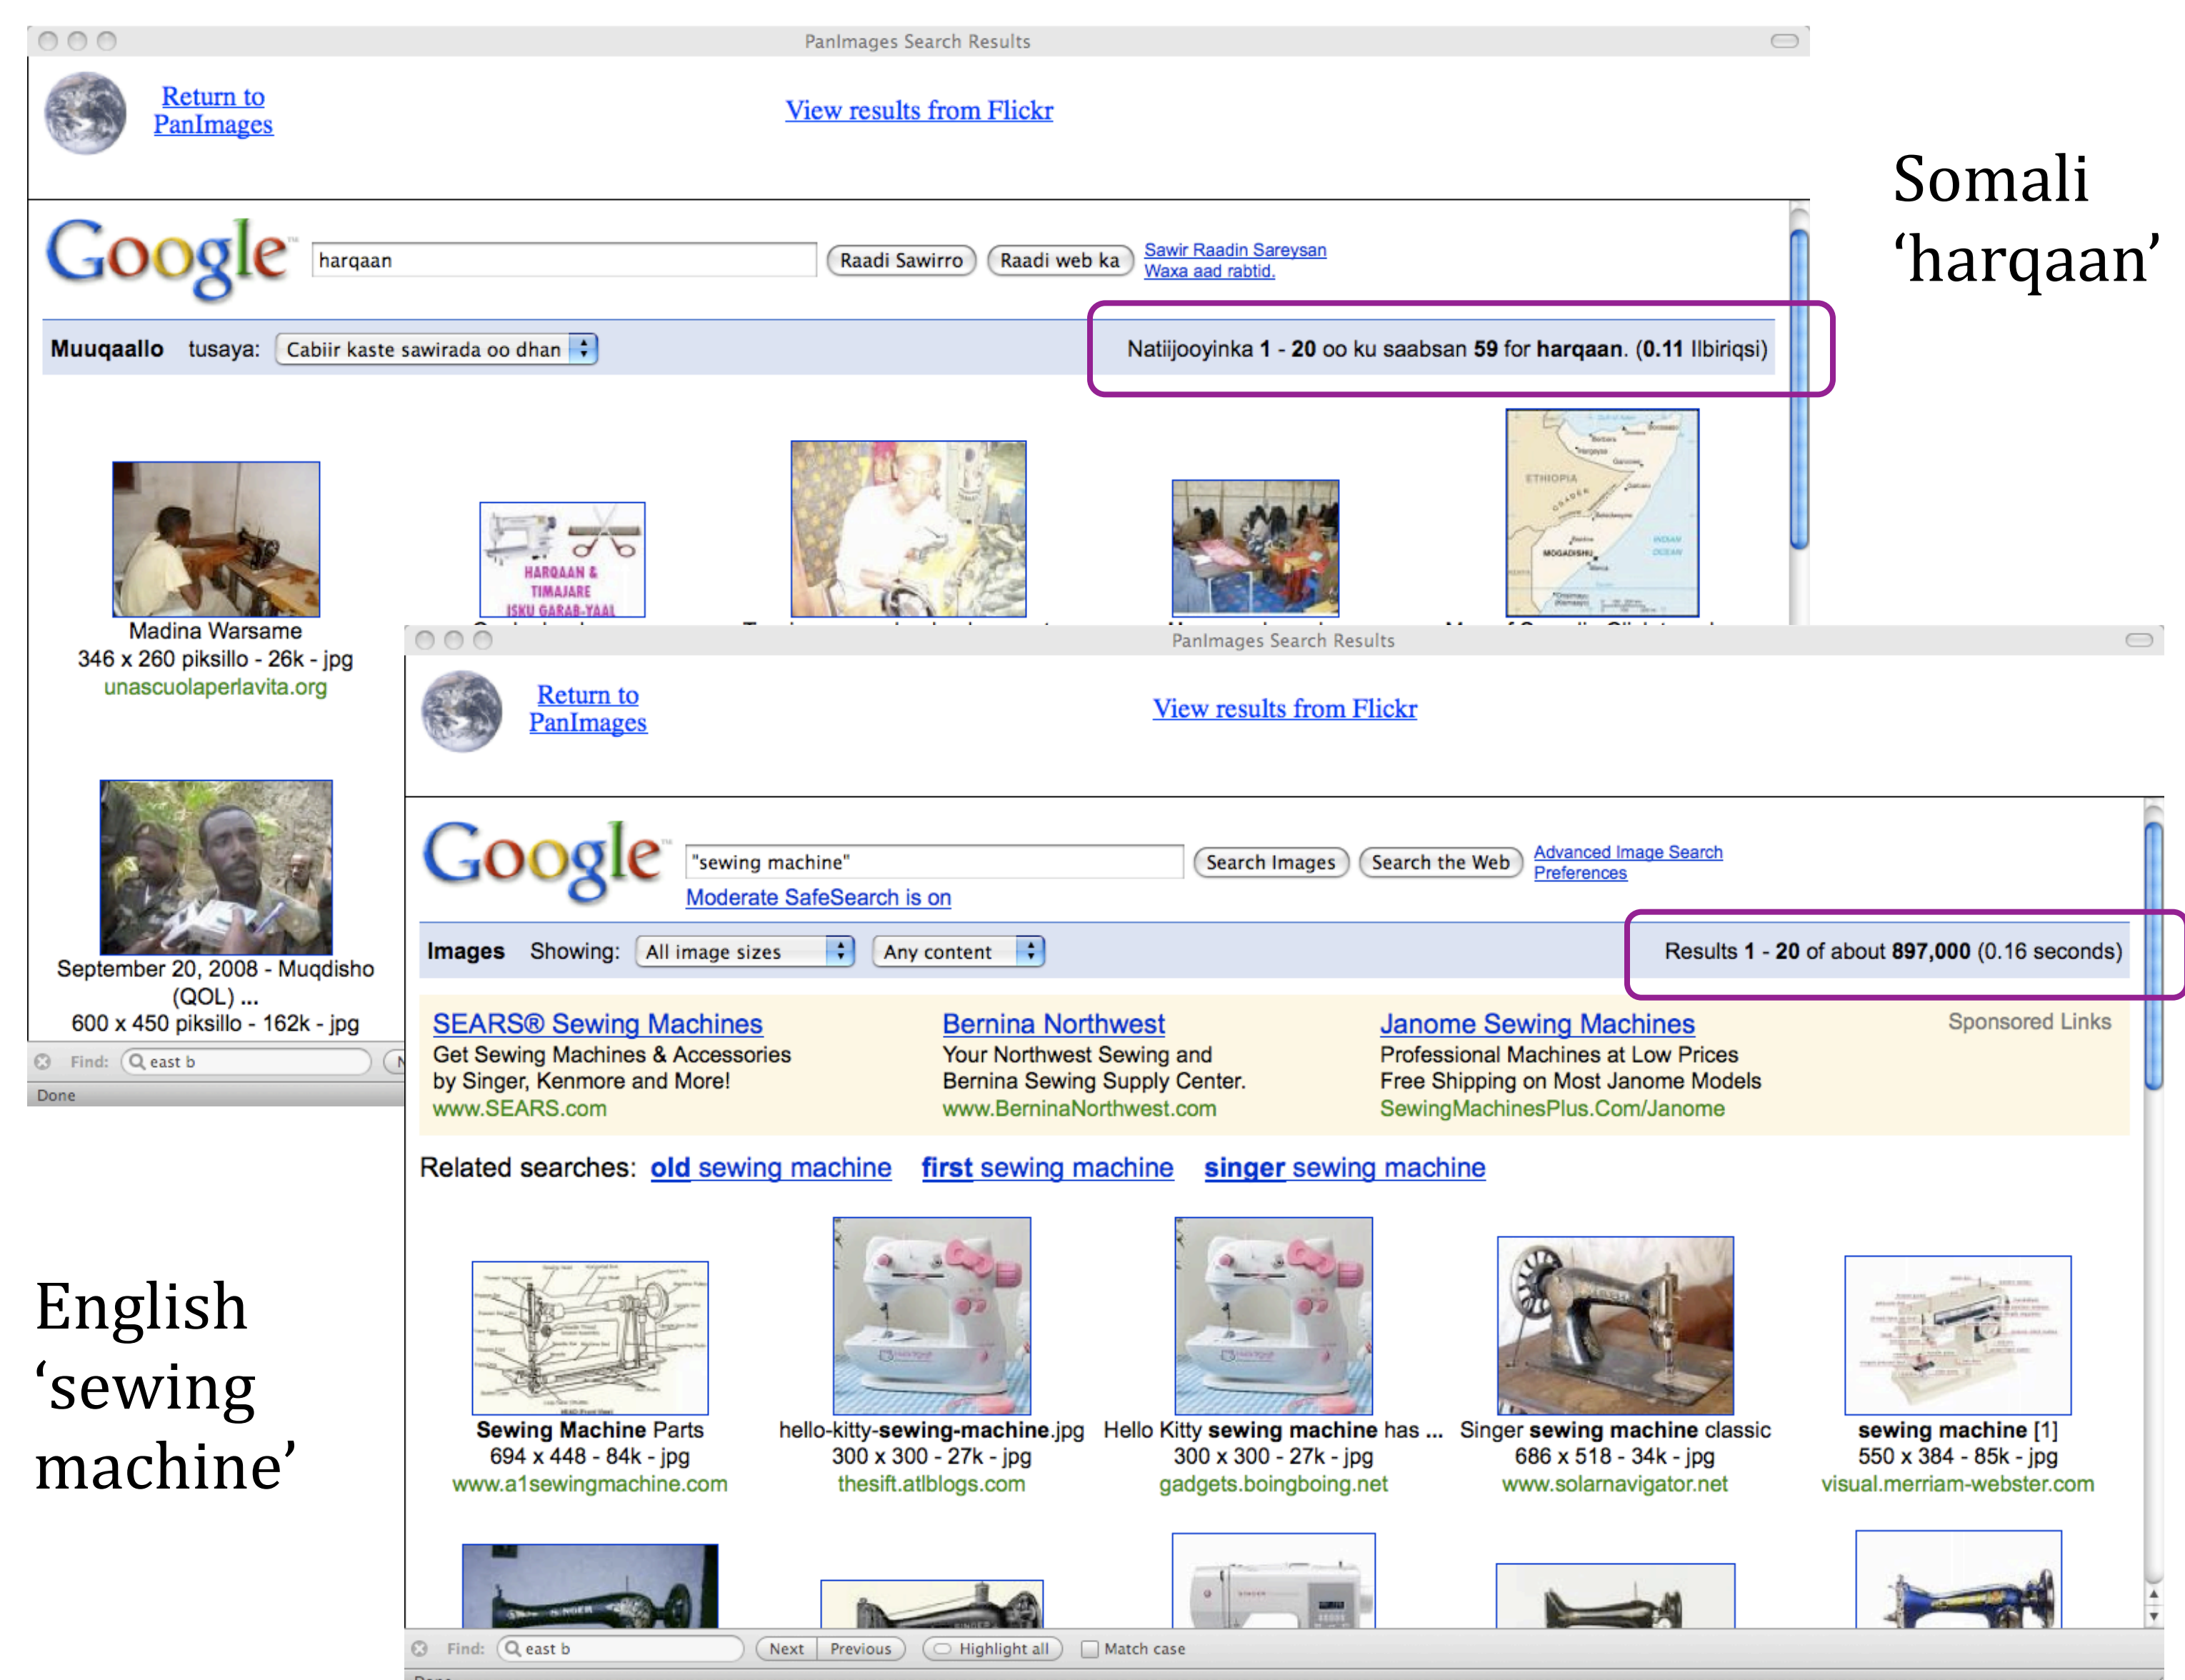 PanImages Search Results
Return to
PanImages
View results from Flickr
Somali
‘harqaan’
Google
harqaan
Raadi Sawirro
Raadi web ka
Sawir Raadin Sareysan
Waxa aad rabtid.
Muuqaallo tusaya: Cabiir kaste sawirada oo dhan
Natiijooyinka 1 - 20 oo ku saabsan 59 for harqaan. (0.11 Ilbiriqsi)
HARQAAN &
TIMAJARE
ISKU GARAB-YAAL
ETHIOPIA
OGADEN
MOGADISHU
INDIAN
OCEAN
Madina Warsame
346 x 260 piksillo - 26k - jpg
unascuolaperlavita.org
September 20, 2008 - Muqdisho
(QOL) ...
600 x 450 piksillo - 162k - jpg
Find: east b
Done
PanImages Search Results
Return to
PanImages
View results from Flickr
Google
"sewing machine"
Search Images
Search the Web
Advanced Image Search
Preferences
Moderate SafeSearch is on
Images Showing: All image sizes Any content
Results 1 - 20 of about 897,000 (0.16 seconds)
SEARS® Sewing Machines
Get Sewing Machines & Accessories
by Singer, Kenmore and More!
www.SEARS.com
Bernina Northwest
Your Northwest Sewing and
Bernina Sewing Supply Center.
www.BerninaNorthwest.com
Janome Sewing Machines
Professional Machines at Low Prices
Free Shipping on Most Janome Models
SewingMachinesPlus.Com/Janome
Sponsored Links
Related searches: old sewing machine first sewing machine singer sewing machine
Sewing Machine Parts
694 x 448 - 84k - jpg
www.a1sewingmachine.com
hello-kitty-sewing-machine.jpg
300 x 300 - 27k - jpg
thesift.atlblogs.com
Hello Kitty sewing machine has ...
300 x 300 - 27k - jpg
gadgets.boingboing.net
Singer sewing machine classic
686 x 518 - 34k - jpg
www.solarnavigator.net
sewing machine [1]
550 x 384 - 85k - jpg
visual.merriam-webster.com
SINGER
SINGER
Find: east b Next Previous Highlight all Match case
English
‘sewing
machine’